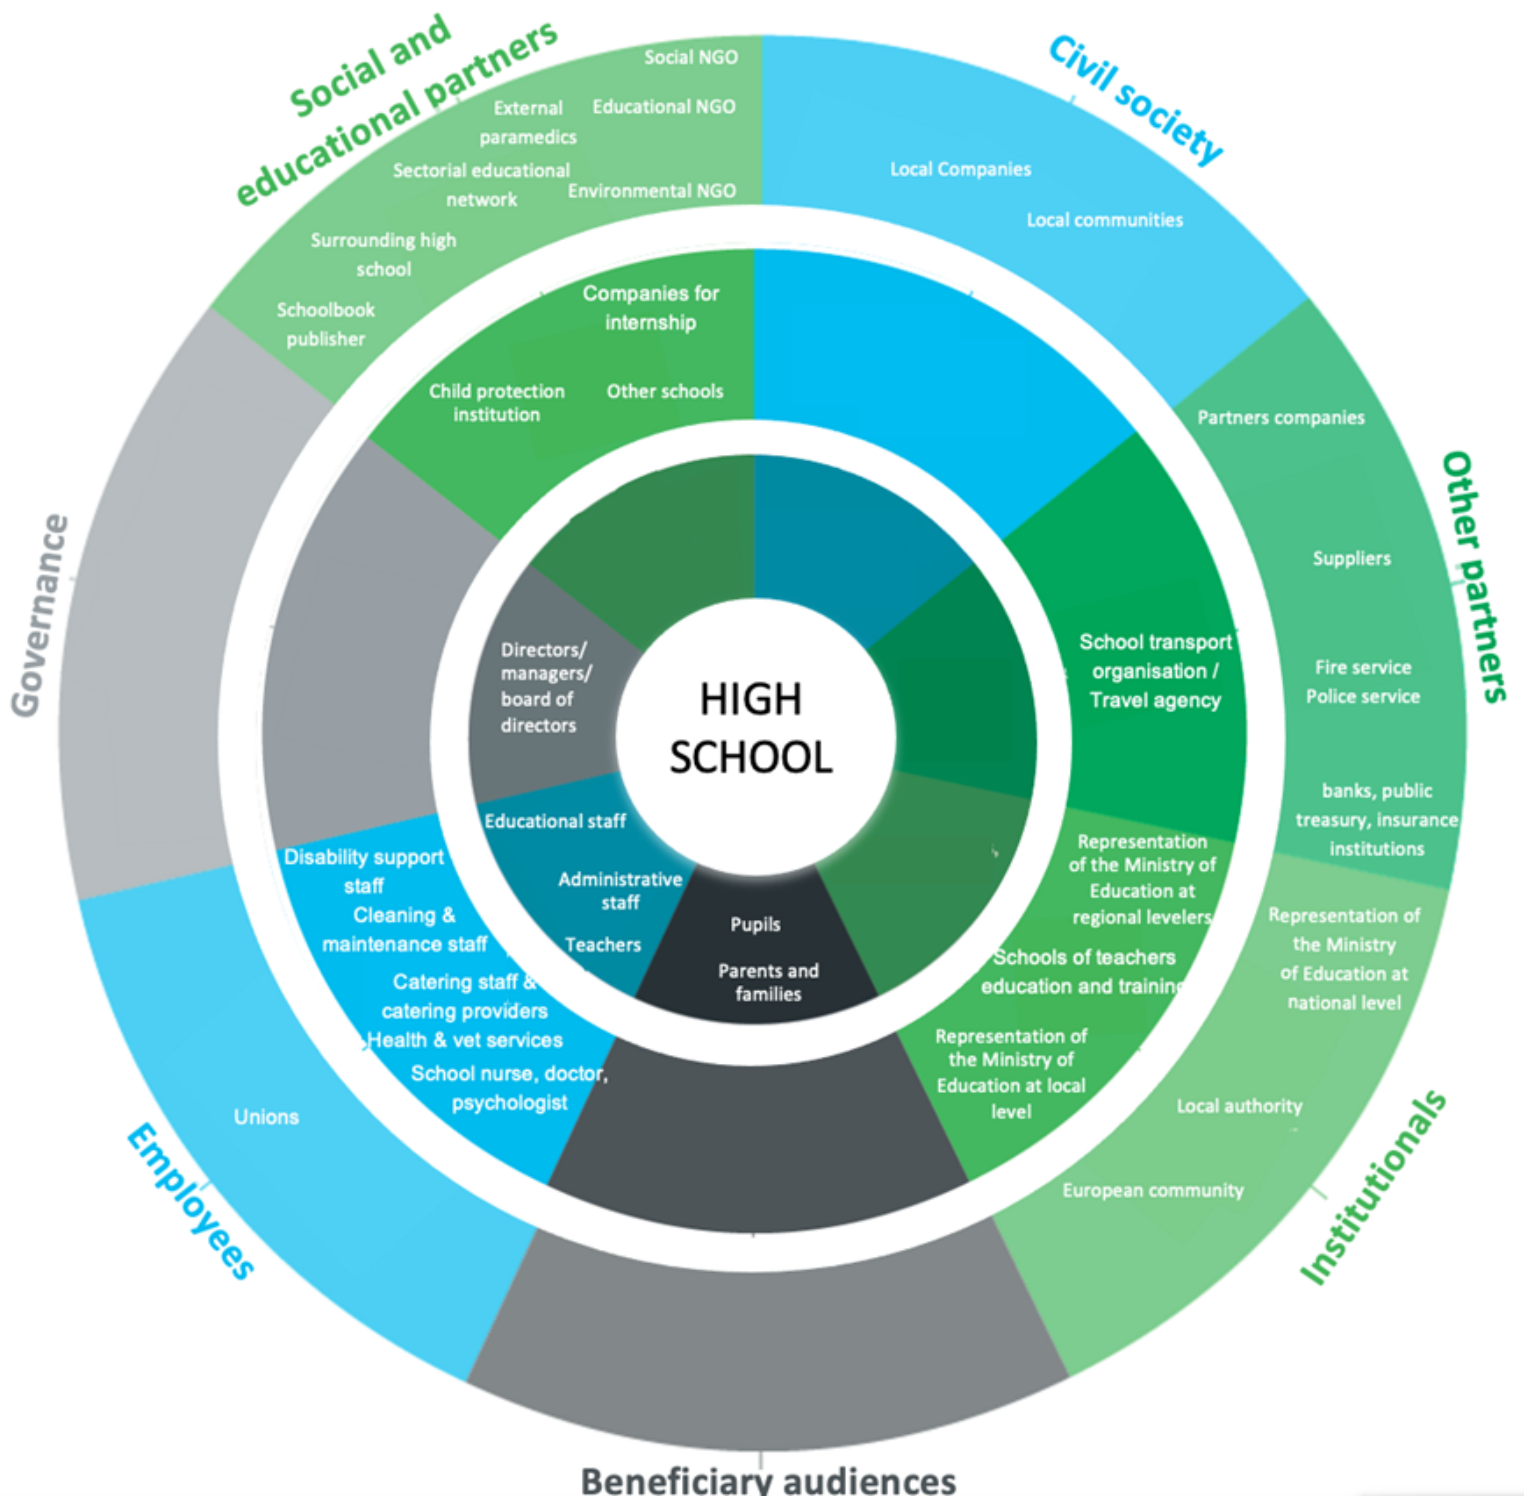 Social and
educational partners
Social NGO
External
paramedics
Educational NGO
Sectorial educational
network
Environmental NGO
Surrounding high
school
Schoolbook
publisher
Companies for
internship
Child protection
institution
Other schools
Civil society
Local Companies
Local communities
Other partners
Partners companies
Suppliers
Fire service
Police service
banks, public
treasury, insurance
institutions
School transport
organisation /
Travel agency
Governance
Directors/
managers/
board of
directors
HIGH
SCHOOL
Educational staff
Administrative
staff
Teachers
Disability support
staff
Cleaning &
maintenance staff
Catering staff &
catering providers
Health & vet services
School nurse, doctor,
psychologist
Unions
Employees
Pupils
Parents and
families
Representation
of the Ministry of
Education at
regional levelers
Schools of teachers
education and training
Representation of
the Ministry of
Education at local
level
Representation of
the Ministry
of Education at
national level
Local authority
European community
Institutionals
Beneficiary audiences